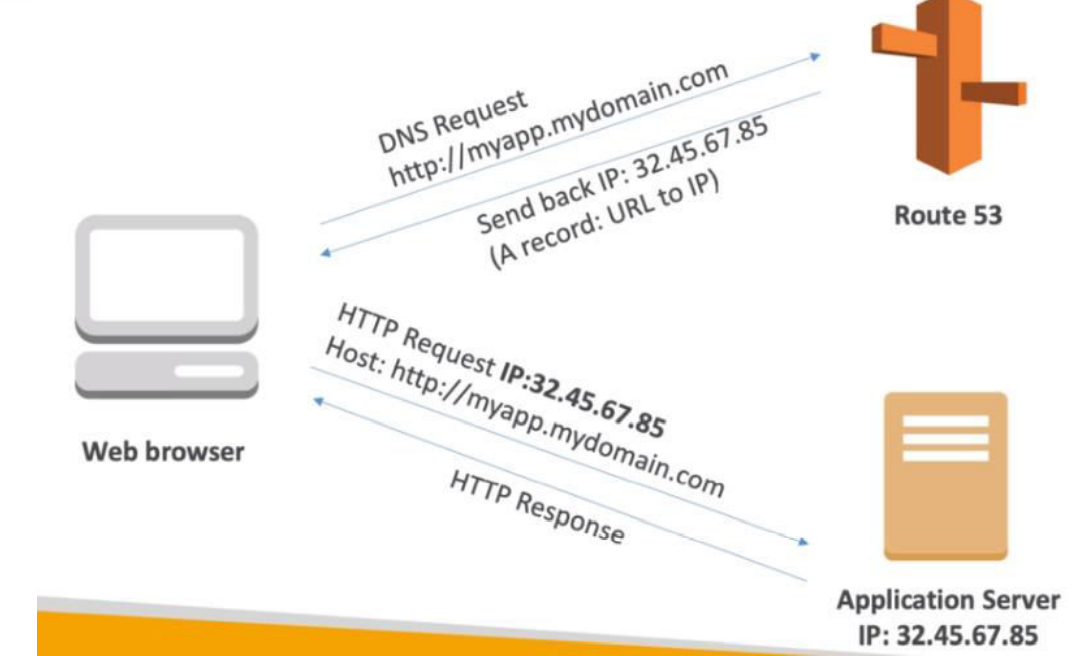 DNS Request
http://myapp.mydomain.com
Send back IP: 32.45.67.85
(A record: URL to IP)
Route 53
HTTP Request IP:32.45.67.85
Host: http://myapp.mydomain.com
HTTP Response
Web browser
Application Server
IP: 32.45.67.85